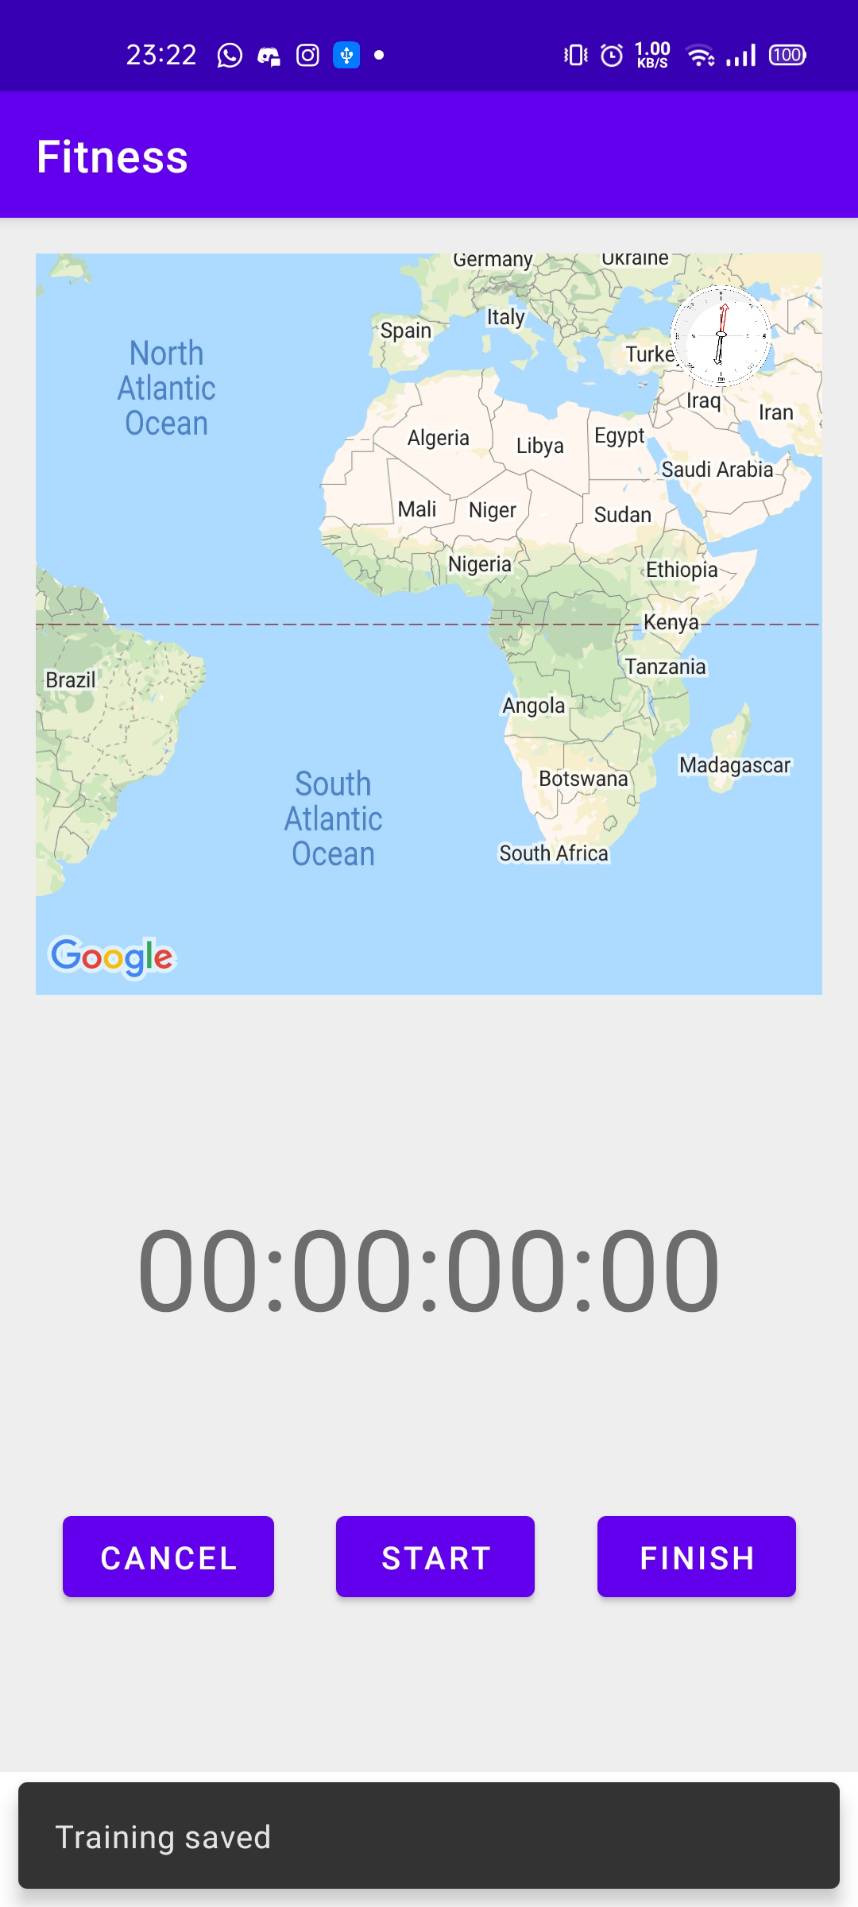 23:22
1.00
KB/S
100
Fitness
Germany
Ukraine
Italy
Spain
North
Atlantic
Ocean
Turke
Iraq
Iran
Algeria
Libya
Egypt
Saudi Arabia
Mali
Niger
Sudan
Nigeria
Ethiopia
Kenya
Brazil
Tanzania
Angola
Madagascar
South
Atlantic
Ocean
Botswana
South Africa
Google
00:00:00:00
CANCEL
START
FINISH
Training saved